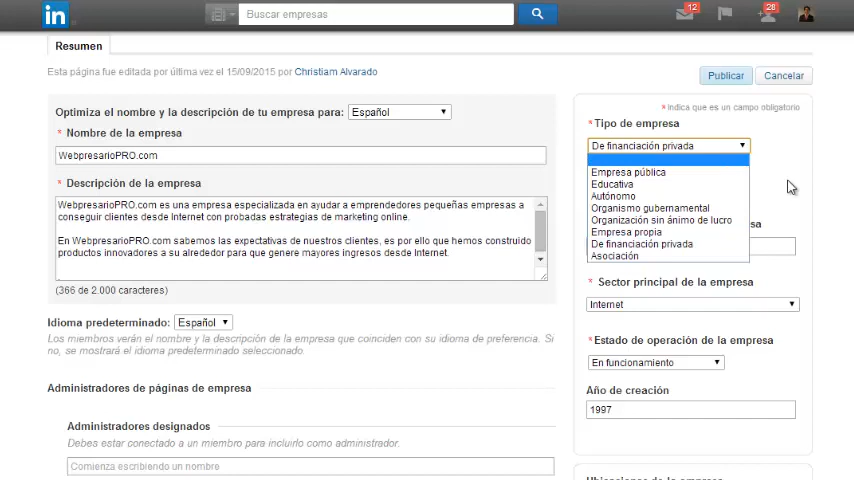 in
Buscar empresas
12
28
Resumen
Esta página fue editada por última vez el 15/09/2015 por Christiam Alvarado
Publicar
Cancelar
Optimiza el nombre y la descripción de tu empresa para: Español
* Nombre de la empresa
WebpresarioPRO.com
* Descripción de la empresa
WebpresarioPRO.com es una empresa especializada en ayudar a emprendedores pequeñas empresas a
conseguir clientes desde Internet con probadas estrategias de marketing online.
En WebpresarioPRO.com sabemos las expectativas de nuestros clientes, es por ello que hemos construido
productos innovadores a su alrededor para que genere mayores ingresos desde Internet.
(366 de 2.000 caracteres)
Idioma predeterminado: Español
Los miembros verán el nombre y la descripción de la empresa que coinciden con su idioma de preferencia. Si
no, se mostrará el idioma predeterminado seleccionado.
Administradores de páginas de empresa
Administradores designados
Debes estar conectado a un miembro para incluirlo como administrador.
Comienza escribiendo un nombre
* Indica que es un campo obligatorio
* Tipo de empresa
De financiación privada
Empresa pública
Educativa
Autónomo
Organismo gubernamental
Organización sin ánimo de lucro
Empresa propia
De financiación privada
Asociación
sa
* Sector principal de la empresa
Internet
* Estado de operación de la empresa
En funcionamiento
Año de creación
1997